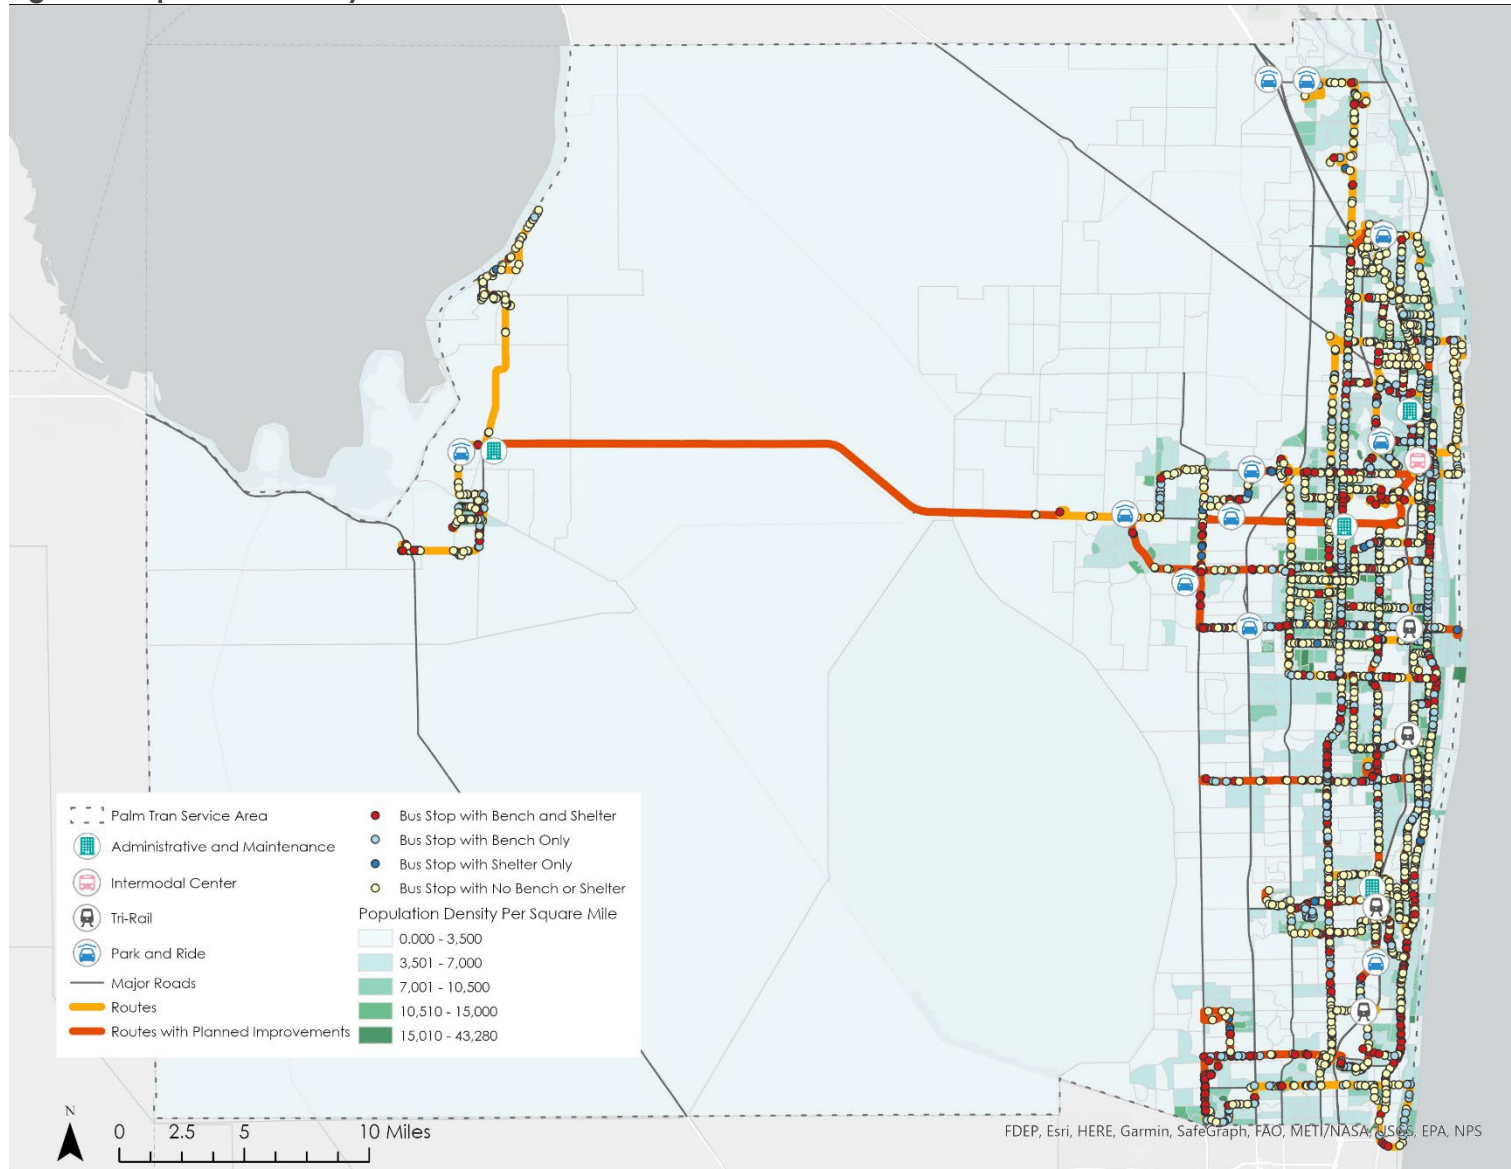 Palm Tran Service Area
Administrative and Maintenance
Intermodal Center
Tri-Rail
Park and Ride
Major Roads
Routes
Routes with Planned Improvements
Bus Stop with Bench and Shelter
Bus Stop with Bench Only
Bus Stop with Shelter Only
Bus Stop with No Bench or Shelter
Population Density Per Square Mile
0.000 - 3,500
3,501 - 7,000
7,001 - 10,500
10,510 - 15,000
15,010 - 43,280
N
0 2.5 5 10 Miles
FDEP, Esri, HERE, Garmin, SafeGraph, FAO, METI/NASA, USGS, EPA, NPS